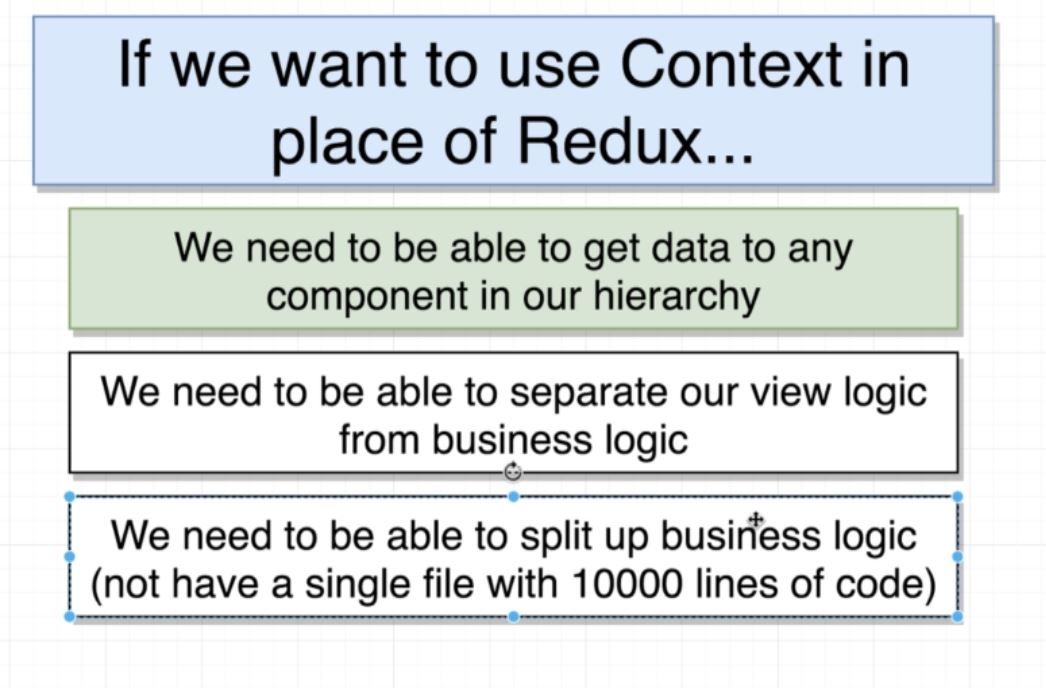 If we want to use Context in
place of Redux...
We need to be able to get data to any
component in our hierarchy
We need to be able to separate our view logic
from business logic
We need to be able to split up business logic
(not have a single file with 10000 lines of code)